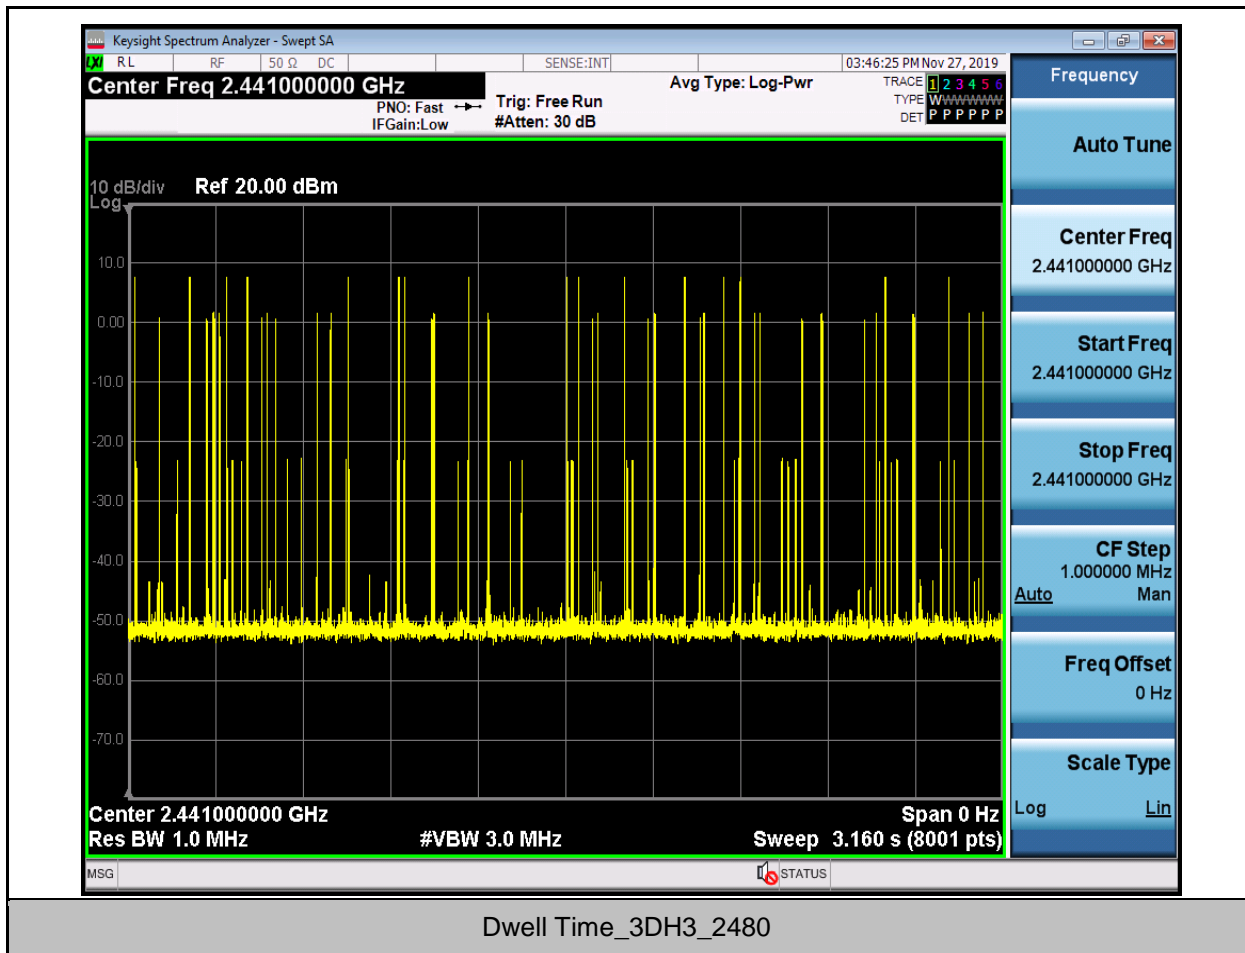 Keysight Spectrum Analyzer - Swept SA
LXI RL RF 50 Ω DC SENSE:INT 03:46:25 PM Nov 27, 2019
Center Freq 2.441000000 GHz
Avg Type: Log-Pwr
TRACE 1 2 3 4 5 6
PNO: Fast
Trig: Free Run
TYPE WWWWWW
IFGain:Low
#Atten: 30 dB
DET P P P P P P
10 dB/div Ref 20.00 dBm
Log
10.0
0.00
-10.0
-20.0
-30.0
-40.0
-50.0
-60.0
-70.0
Center 2.441000000 GHz Span 0 Hz
Res BW 1.0 MHz #VBW 3.0 MHz Sweep 3.160 s (8001 pts)
MSG STATUS
Frequency
Auto Tune
Center Freq
2.441000000 GHz
Start Freq
2.441000000 GHz
Stop Freq
2.441000000 GHz
CF Step
1.000000 MHz
Auto Man
Freq Offset
0 Hz
Scale Type
Log Lin
Dwell Time_3DH3_2480